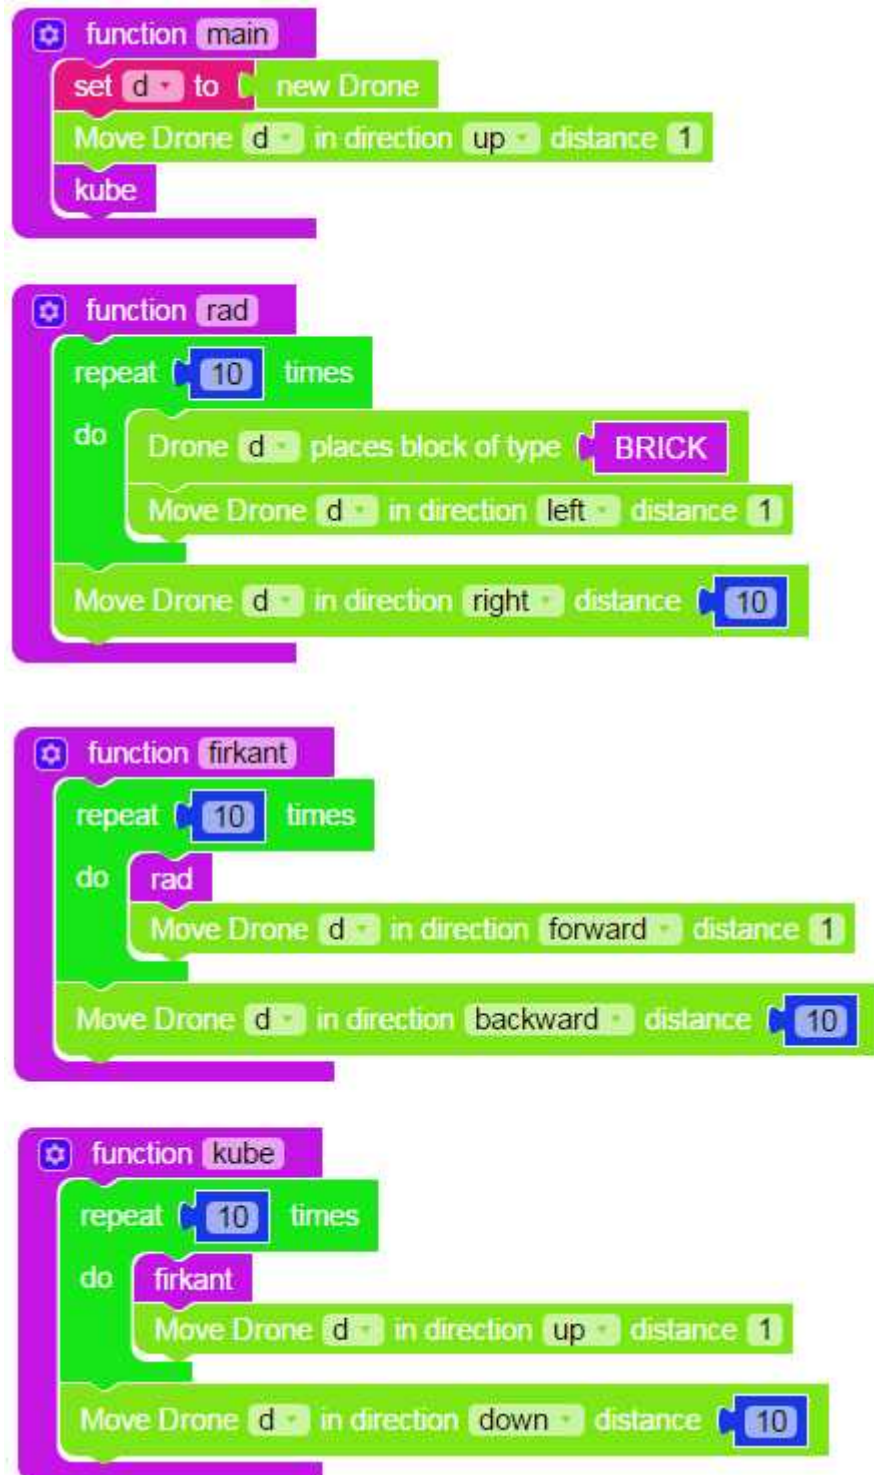 function main
set d to new Drone
Move Drone d in direction up distance 1
kube
function rad
repeat 10 times
do
Drone d places block of type BRICK
Move Drone d in direction left distance 1
Move Drone d in direction right distance 10
function firkant
repeat 10 times
do rad
Move Drone d in direction forward distance 1
Move Drone d in direction backward distance 10
function kube
repeat 10 times
do firkant
Move Drone d in direction up distance 1
Move Drone d in direction down distance 10